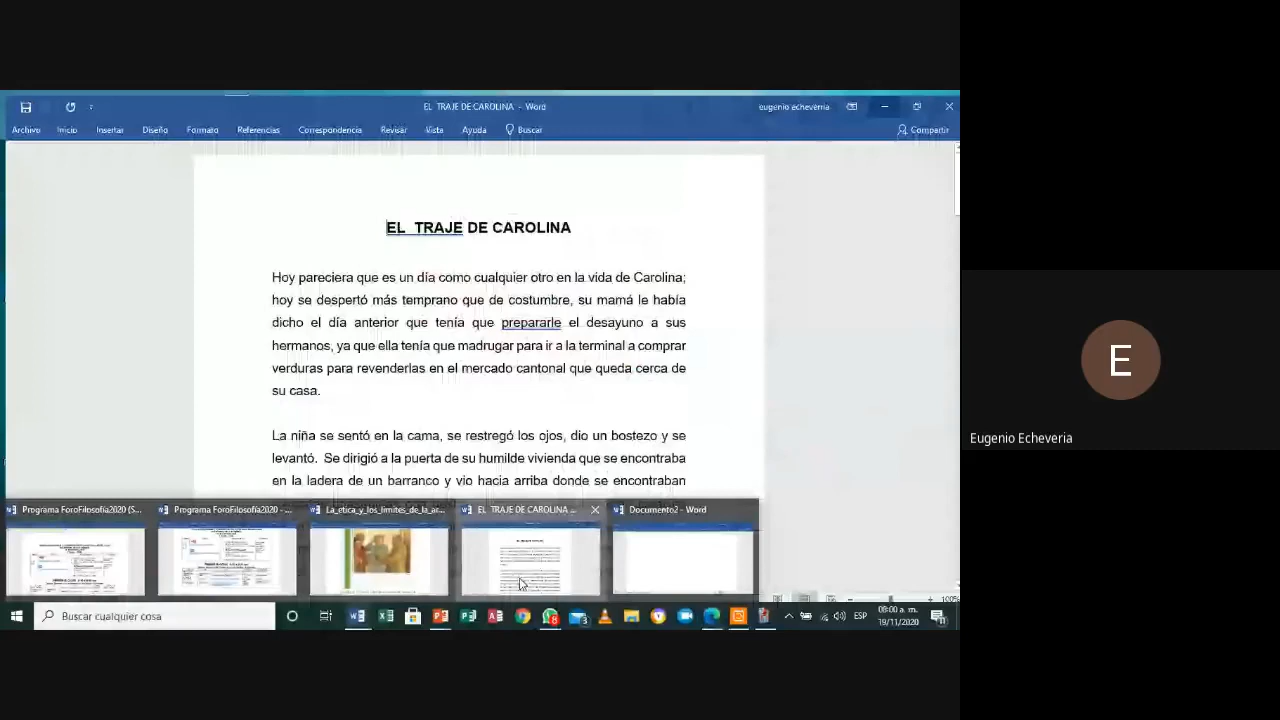 EL TRAJE DE CAROLINA - Word
eugenio echeverria
Archivo Inicio Insertar Diseño Formato Referencias Correspondencia Revisar Vista Ayuda Buscar Compartir
EL TRAJE DE CAROLINA
Hoy pareciera que es un día como cualquier otro en la vida de Carolina;
hoy se despertó más temprano que de costumbre, su mamá le había
dicho el día anterior que tenía que prepararle el desayuno a sus
hermanos, ya que ella tenía que madrugar para ir a la terminal a comprar
verduras para revenderlas en el mercado cantonal que queda cerca de
su casa.
La niña se sentó en la cama, se restregó los ojos, dio un bostezo y se
levantó. Se dirigió a la puerta de su humilde vivienda que se encontraba
en la ladera de un barranco y vio hacia arriba donde se encontraban
Programa ForoFilosofía2020 (S...
Programa ForoFilosofía2020 - ...
La_etica_y_los_limites_de_la_ar...
EL TRAJE DE CAROLINA ...
Documento2 - Word
100%
Buscar cualquier cosa
ESP
08:00 a. m.
19/11/2020
E
Eugenio Echeveria